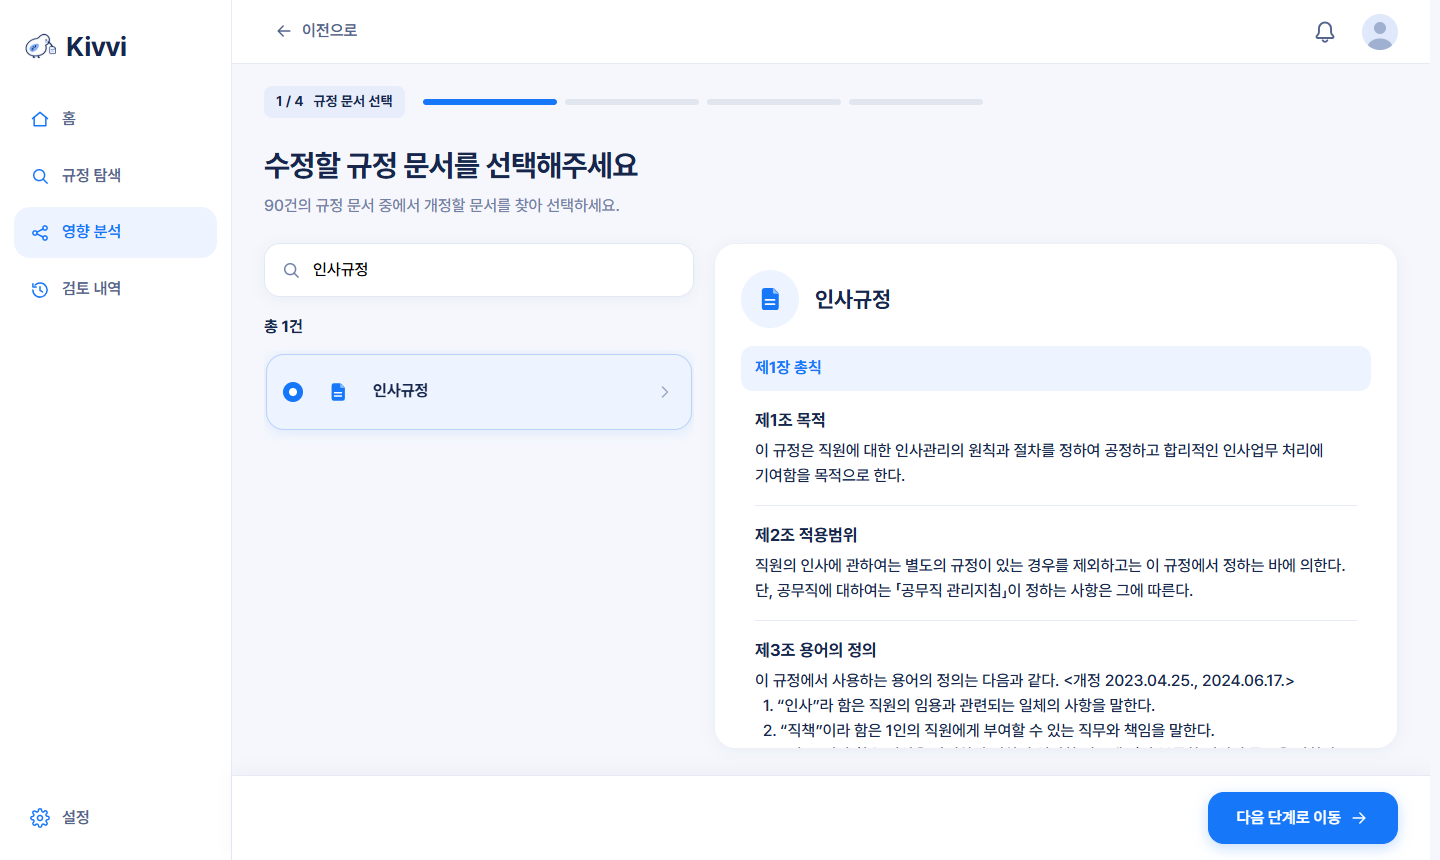 Kivvi
홈
규정 탐색
영향 분석
검토 내역
설정
이전으로
1 / 4 규정 문서 선택
수정할 규정 문서를 선택해주세요
90건의 규정 문서 중에서 개정할 문서를 찾아 선택하세요.
인사규정
총 1건
인사규정
인사규정
제1장 총칙
제1조 목적
이 규정은 직원에 대한 인사관리의 원칙과 절차를 정하여 공정하고 합리적인 인사업무 처리에
기여함을 목적으로 한다.
제2조 적용범위
직원의 인사에 관하여는 별도의 규정이 있는 경우를 제외하고는 이 규정에서 정하는 바에 의한다.
단, 공무직에 대하여는 「공무직 관리지침」이 정하는 사항은 그에 따른다.
제3조 용어의 정의
이 규정에서 사용하는 용어의 정의는 다음과 같다. <개정 2023.04.25., 2024.06.17.>
1. “인사”라 함은 직원의 임용과 관련되는 일체의 사항을 말한다.
2. “직책”이라 함은 1인의 직원에게 부여할 수 있는 직무와 책임을 말한다.
다음 단계로 이동